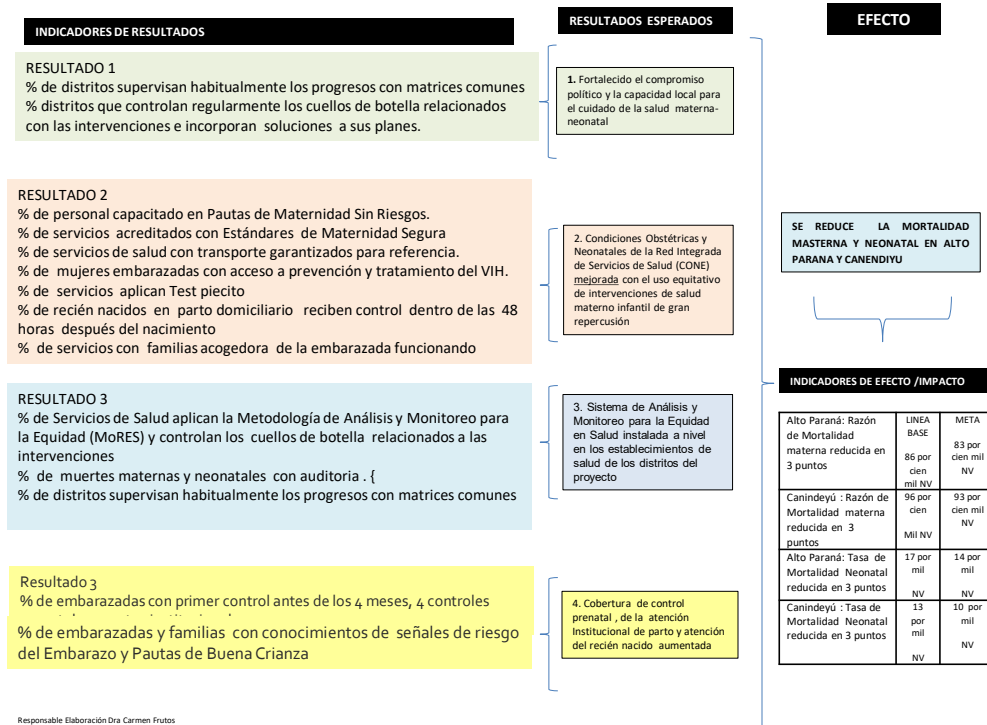 INDICADORES DE RESULTADOS
RESULTADO 1
% de distritos supervisan habitualmente los progresos con matrices comunes
% distritos que controlan regularmente los cuellos de botella relacionados
con las intervenciones e incorporan soluciones a sus planes.
RESULTADO 2
% de personal capacitado en Pautas de Maternidad Sin Riesgos.
% de servicios acreditados con Estándares de Maternidad Segura
% de servicios de salud con transporte garantizados para referencia.
% de mujeres embarazadas con acceso a prevención y tratamiento del VIH.
% de servicios aplican Test piecito
% de recién nacidos en parto domiciliario reciben control dentro de las 48
horas después del nacimiento
% de servicios con familias acogedora de la embarazada funcionando
RESULTADO 3
% de Servicios de Salud aplican la Metodología de Análisis y Monitoreo para
la Equidad (MoRES) y controlan los cuellos de botella relacionados a las
intervenciones
% de muertes maternas y neonatales con auditoria . {
% de distritos supervisan habitualmente los progresos con matrices comunes
Resultado 3
% de embarazadas con primer control antes de los 4 meses, 4 controles
% de embarazadas y familias con conocimientos de señales de riesgo
del Embarazo y Pautas de Buena Crianza
Responsable Elaboración Dra Carmen Frutos
RESULTADOS ESPERADOS
1. Fortalecido el compromiso
político y la capacidad local para
el cuidado de la salud materna-
neonatal
2. Condiciones Obstétricas y
Neonatales de la Red Integrada
de Servicios de Salud (CONE)
mejorada con el uso equitativo
de intervenciones de salud
materno infantil de gran
repercusión
3. Sistema de Análisis y
Monitoreo para la Equidad
en Salud instalada a nivel
en los establecimientos de
salud de los distritos del
proyecto
4. Cobertura de control
prenatal , de la atención
Institucional de parto y atención
del recién nacido aumentada
EFECTO
SE REDUCE LA MORTALIDAD
MASTERNA Y NEONATAL EN ALTO
PARANA Y CANENDIYU
INDICADORES DE EFECTO /IMPACTO
Alto Paraná: Razón
de Mortalidad
materna reducida en
3 puntos
LINEA
BASE
86 por
cien
mil NV
META
83 por
cien mil
NV
Canindeyú : Razón de
Mortalidad materna
reducida en 3
puntos
96 por
cien
Mil NV
93 por
cien mil
NV
Alto Paraná: Tasa de
Mortalidad Neonatal
reducida en 3 puntos
17 por
mil
NV
14 por
mil
NV
Canindeyú : Tasa de
Mortalidad Neonatal
reducida en 3 puntos
13
por
mil
NV
10 por
mil
NV